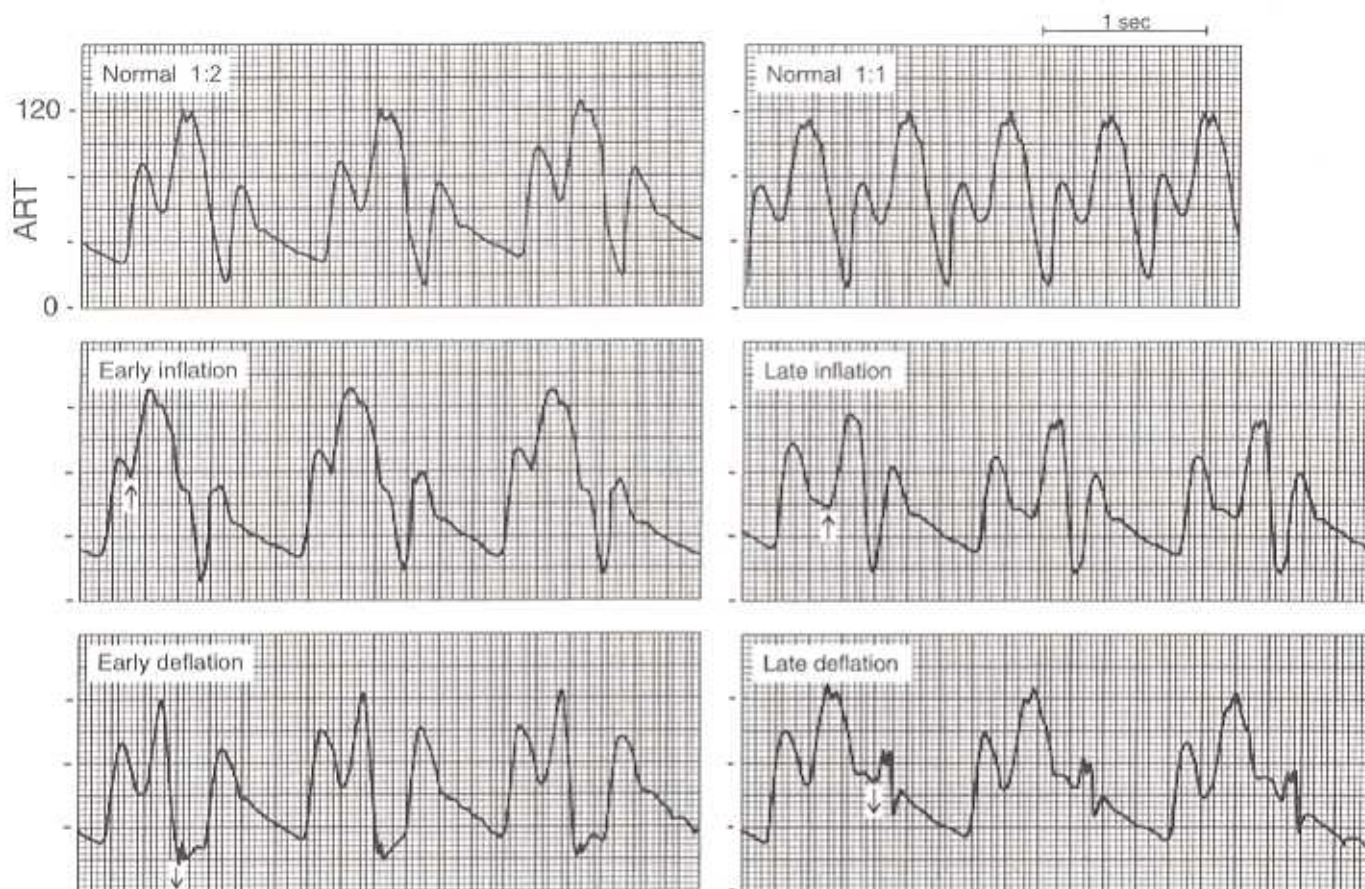 1 sec
Normal 1:2
Normal 1:1
120
ART
0
Early inflation
Late inflation
Early deflation
Late deflation